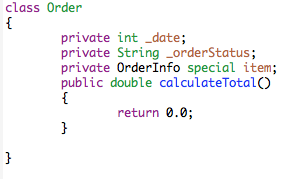 class Order
{
private int _date;
private String _orderStatus;
private OrderInfo special item;
public double calculateTotal()
{
return 0.0;
}
}